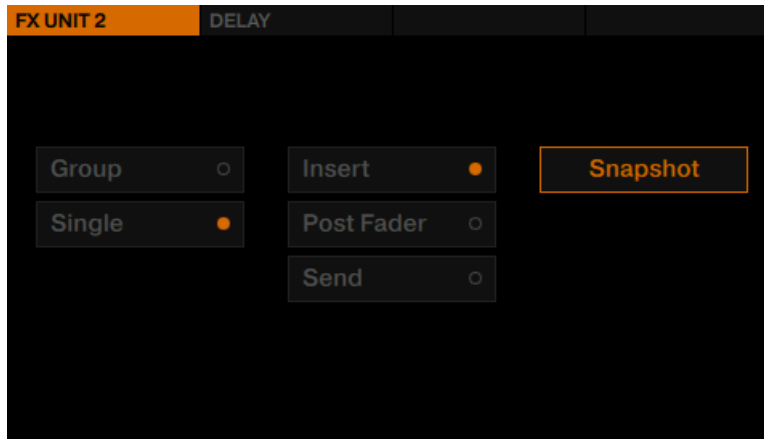 FX UNIT 2 DELAY
Group Insert Snapshot
Single Post Fader
Send